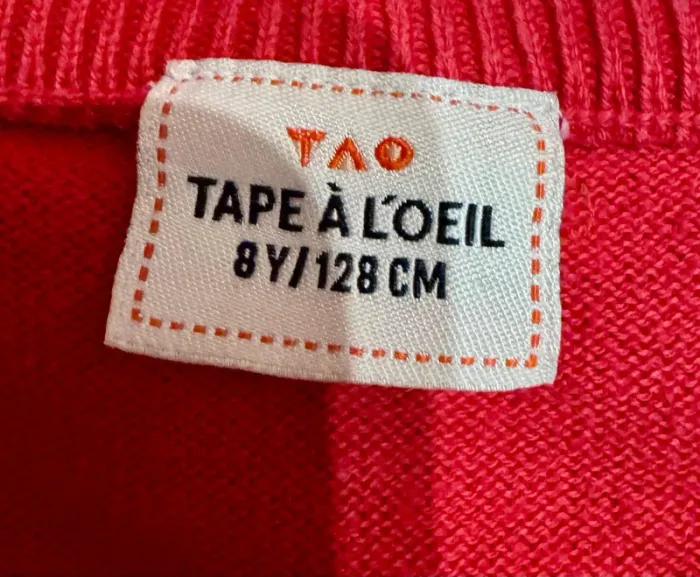 TAO
TAPE À L'OEIL
8Y/128 CM